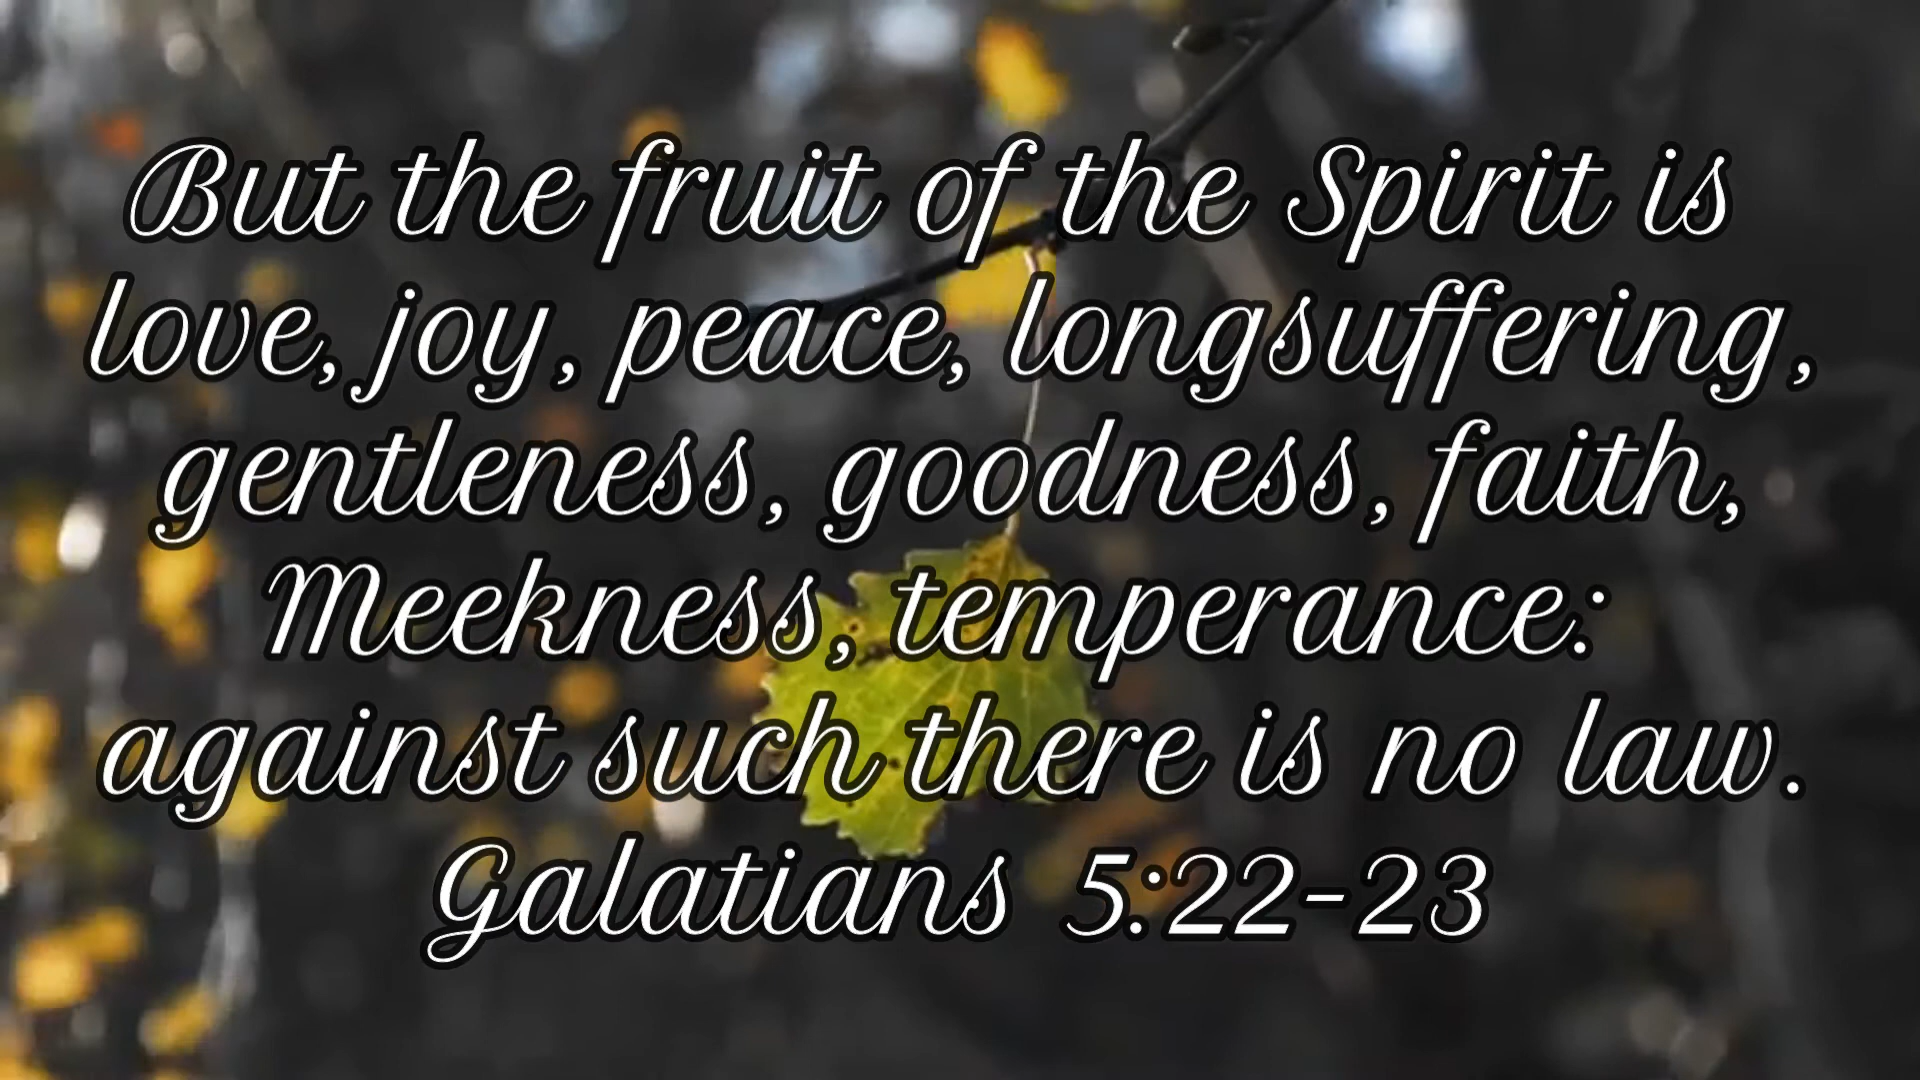 But the fruit of the Spirit is
love, joy, peace, longsuffering,
gentleness, goodness, faith,
Meekness, temperance:
against such there is no law.
Galatians 5:22-23